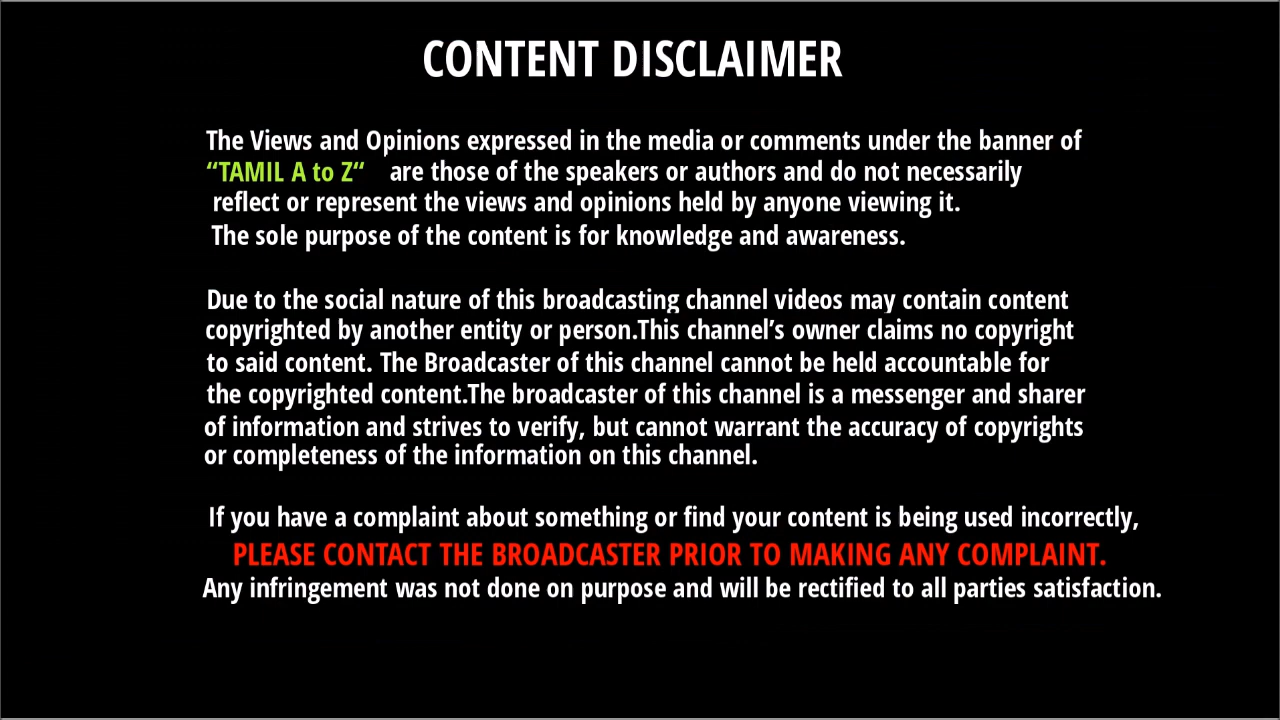 CONTENT DISCLAIMER
The Views and Opinions expressed in the media or comments under the banner of
“TAMIL A to Z“ are those of the speakers or authors and do not necessarily
reflect or represent the views and opinions held by anyone viewing it.
The sole purpose of the content is for knowledge and awareness.
Due to the social nature of this broadcasting channel videos may contain content
copyrighted by another entity or person.This channel’s owner claims no copyright
to said content. The Broadcaster of this channel cannot be held accountable for
the copyrighted content.The broadcaster of this channel is a messenger and sharer
of information and strives to verify, but cannot warrant the accuracy of copyrights
or completeness of the information on this channel.
If you have a complaint about something or find your content is being used incorrectly,
PLEASE CONTACT THE BROADCASTER PRIOR TO MAKING ANY COMPLAINT.
Any infringement was not done on purpose and will be rectified to all parties satisfaction.